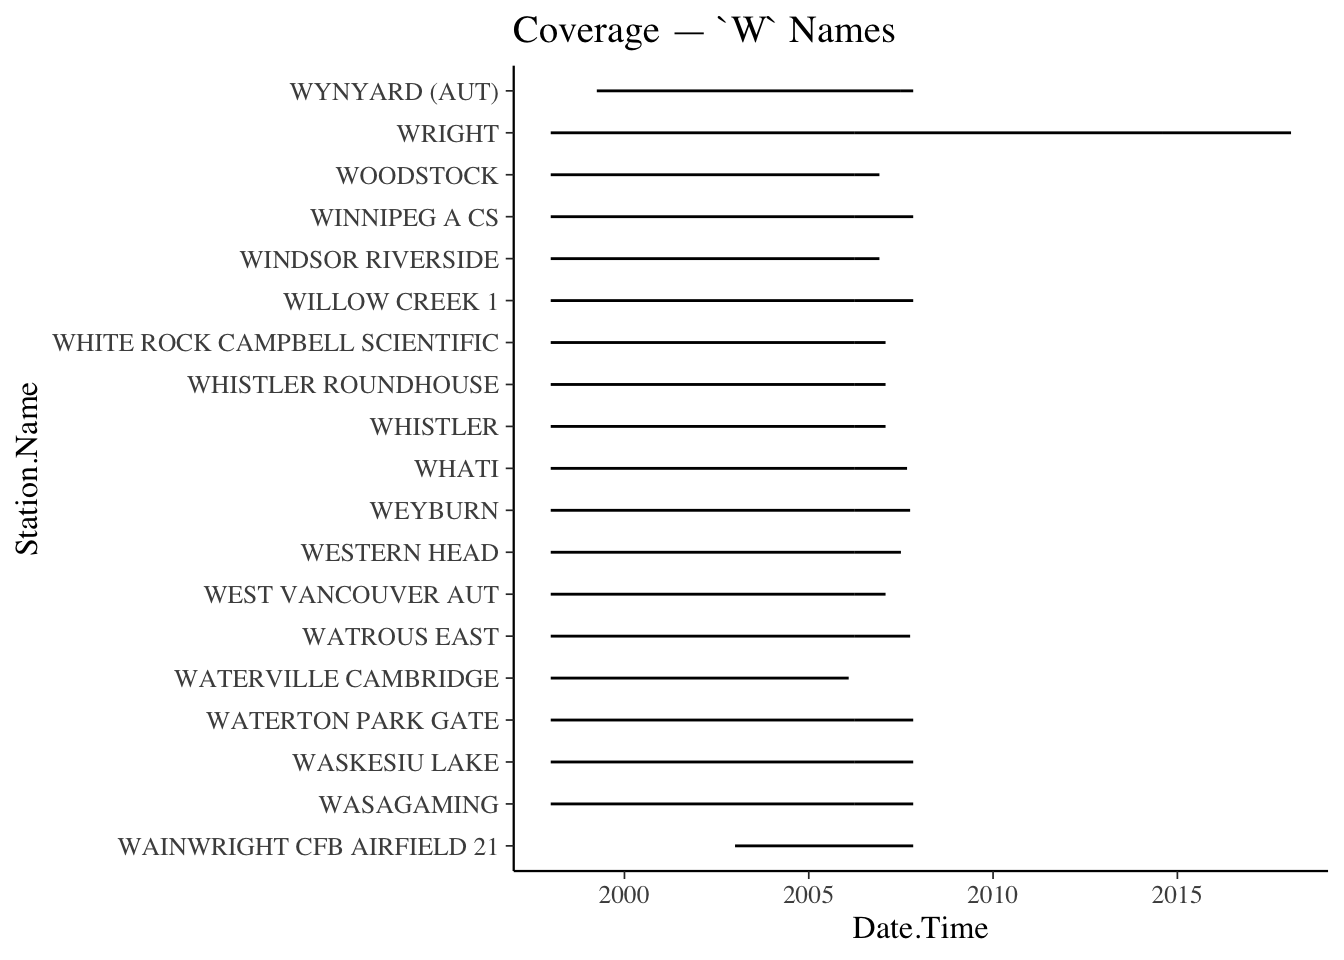 Coverage — `W` Names
WYNYARD (AUT)
WRIGHT
WOODSTOCK
WINNIPEG A CS
WINDSOR RIVERSIDE
WILLOW CREEK 1
WHITE ROCK CAMPBELL SCIENTIFIC
WHISTLER ROUNDHOUSE
WHISTLER
WHATI
WEYBURN
WESTERN HEAD
WEST VANCOUVER AUT
WATROUS EAST
WATERVILLE CAMBRIDGE
WATERTON PARK GATE
WASKESIU LAKE
WASAGAMING
WAINWRIGHT CFB AIRFIELD 21
Station.Name
2000 2005 2010 2015
Date.Time